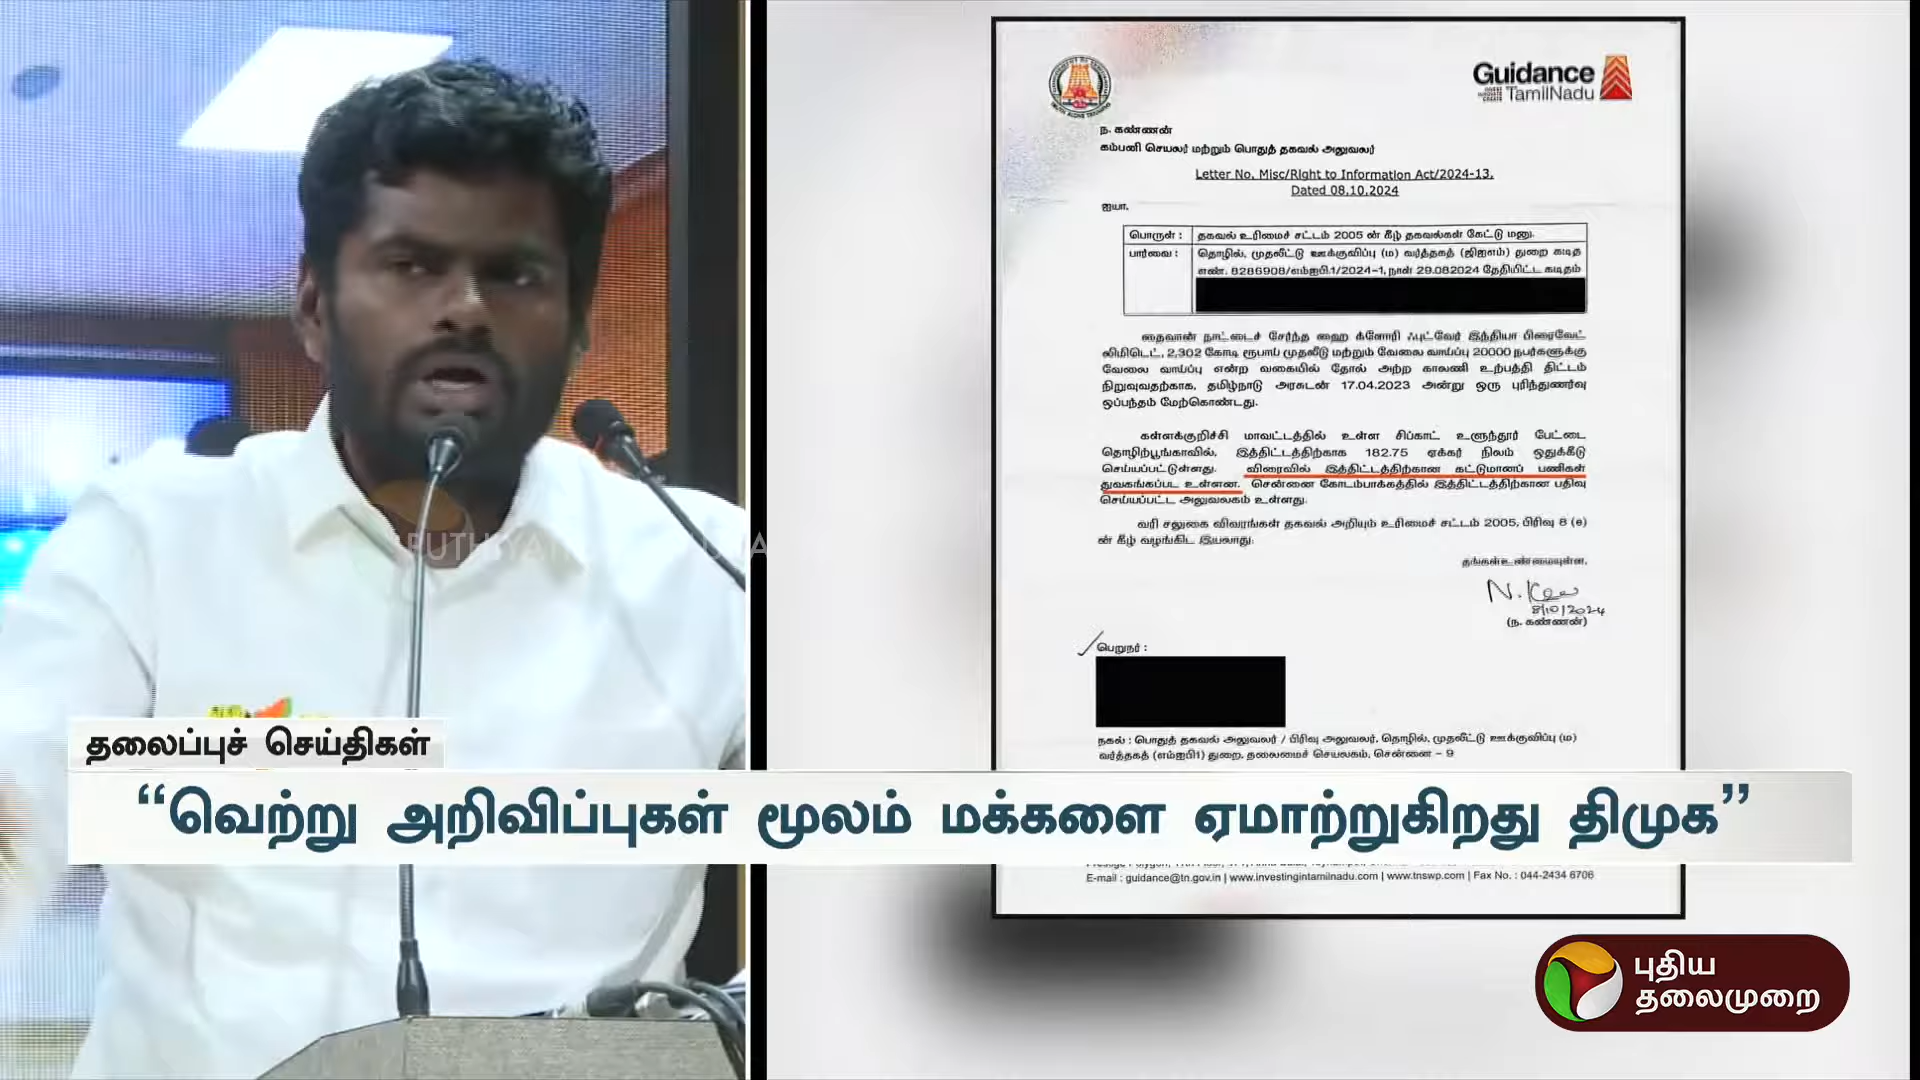 Guidance
TamilNadu
ந. கண்ணன்
கம்பனி செயலர் மற்றும் பொதுத் தகவல் அலுவலர்
Letter No. Misc/Right to Information Act/2024-13,
Dated 08.10.2024
ஐயா,
பொருள் : தகவல் உரிமைச் சட்டம் 2005 ன் கீழ் தகவல்கள் கேட்டு மனு.
பார்வை : தொழில், முதலீட்டு ஊக்குவிப்பு (ம) வர்த்தகத் (ஜிஐஎம்) துறை கடித
எண். 8286908/எம்ஐபி.1/2024-1, நாள் 29.082024 தேதியிட்ட கடிதம்
தைவான் நாட்டைச் சேர்ந்த ஹை க்ளோரி ஃபுட்வேர் இந்தியா பிரைவேட்
லிமிடெட், 2,302 கோடி ரூபாய் முதலீடு மற்றும் வேலை வாய்ப்பு 20000 நபர்களுக்கு
வேலை வாய்ப்பு என்ற வகையில் தோல் அற்ற காலணி உற்பத்தி திட்டம்
நிறுவுவதற்காக, தமிழ்நாடு அரசுடன் 17.04.2023 அன்று ஒரு புரிந்துணர்வு
ஒப்பந்தம் மேற்கொண்டது.
கள்ளக்குறிச்சி மாவட்டத்தில் உள்ள சிப்காட் உளுந்தூர் பேட்டை
தொழிற்பூங்காவில், இத்திட்டத்திற்காக 182.75 ஏக்கர் நிலம் ஒதுக்கீடு
செய்யப்பட்டுள்ளது. விரைவில் இத்திட்டத்திற்கான கட்டுமானப் பணிகள்
துவகங்கப்பட உள்ளன. சென்னை கோடம்பாக்கத்தில் இத்திட்டத்திற்கான பதிவு
செய்யப்பட்ட அலுவலகம் உள்ளது.
வரி சலுகை விவரங்கள் தகவல் அறியும் உரிமைச் சட்டம் 2005, பிரிவு 8 (e)
ன் கீழ் வழங்கிட இயலாது.
தங்கள் உண்மையுள்ள,
8/10/2024
(ந. கண்ணன்)
பெறுநர் :
நகல் : பொதுத் தகவல் அலுவலர் / பிரிவு அலுவலர், தொழில், முதலீட்டு ஊக்குவிப்பு (ம)
வர்த்தகத் (எம்ஐபி1) துறை, தலைமைச் செயலகம், சென்னை - 9
தலைப்புச் செய்திகள்
“வெற்று அறிவிப்புகள் மூலம் மக்களை ஏமாற்றுகிறது திமுக”
E-mail : guidance@tn.gov.in | www.investingintamilnadu.com | www.tnswp.com | Fax No. : 044-2434 6706
புதிய
தலைமுறை